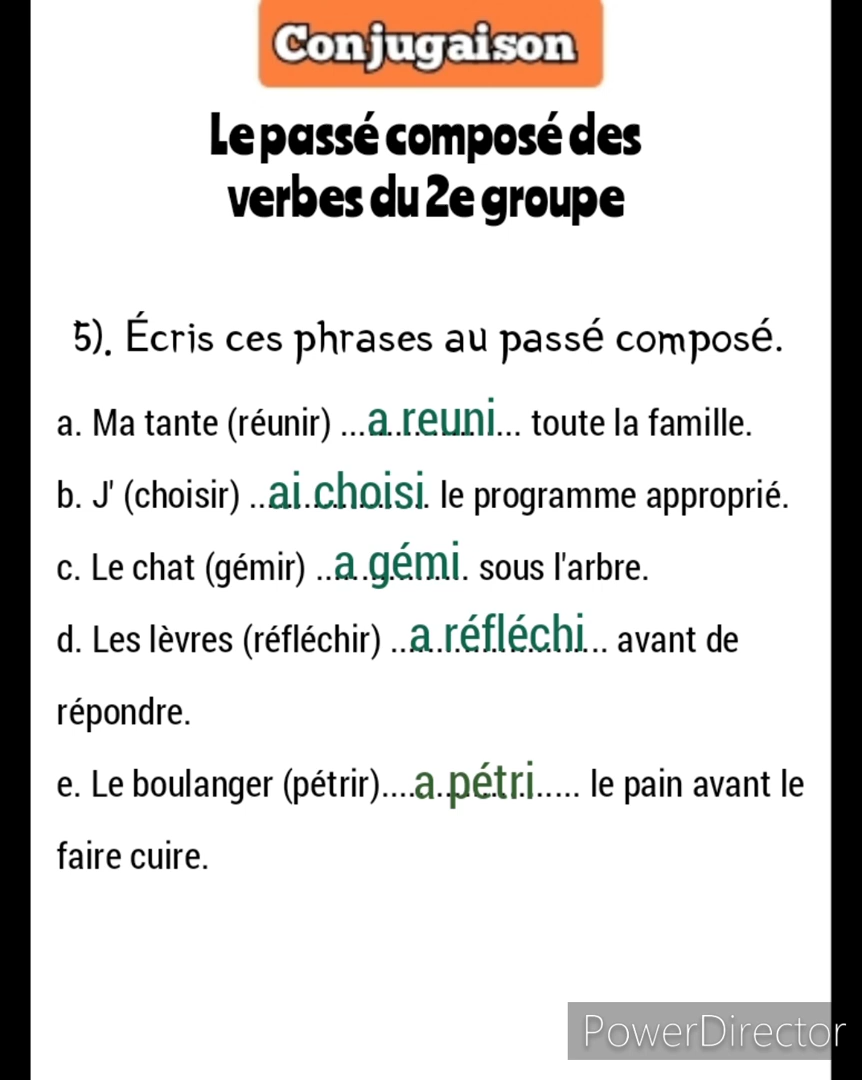 Conjugaison
Le passé composé des
verbes du 2e groupe
5). Écris ces phrases au passé composé.
a. Ma tante (réunir) ...a reuni... toute la famille.
b. J' (choisir) ..ai choisi. le programme approprié.
c. Le chat (gémir) ..a gémi. sous l'arbre.
d. Les lèvres (réfléchir) ..a réfléchi... avant de
répondre.
e. Le boulanger (pétrir)....a pétri..... le pain avant le
faire cuire.
PowerDirector